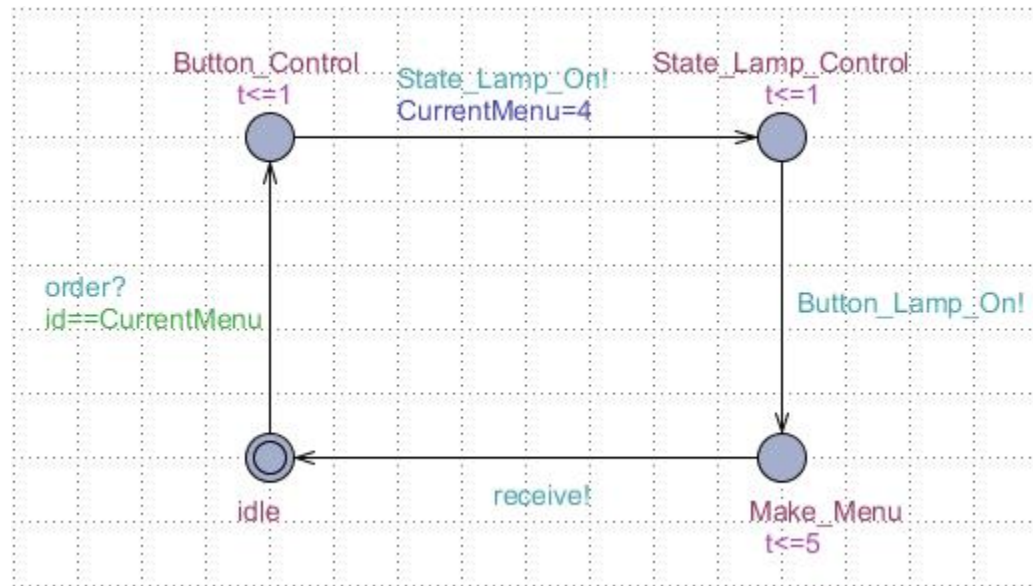 Button_Control
t<=1
State_Lamp_On!
CurrentMenu=4
State_Lamp_Control
t<=1
order?
id==CurrentMenu
Button_Lamp_On!
receive!
idle
Make_Menu
t<=5